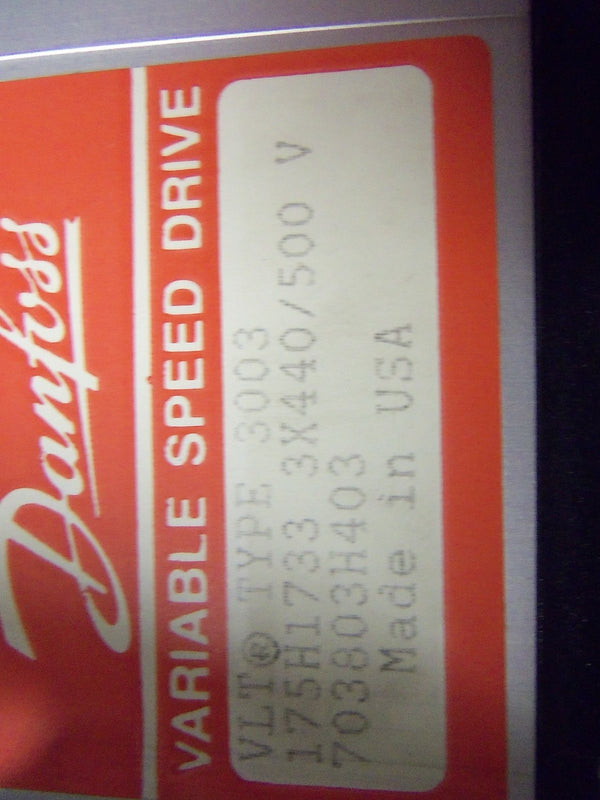 Danfoss
VARIABLE SPEED DRIVE
VLT® TYPE 3003
175H1733 3X440/500 V
703803H403
Made in USA